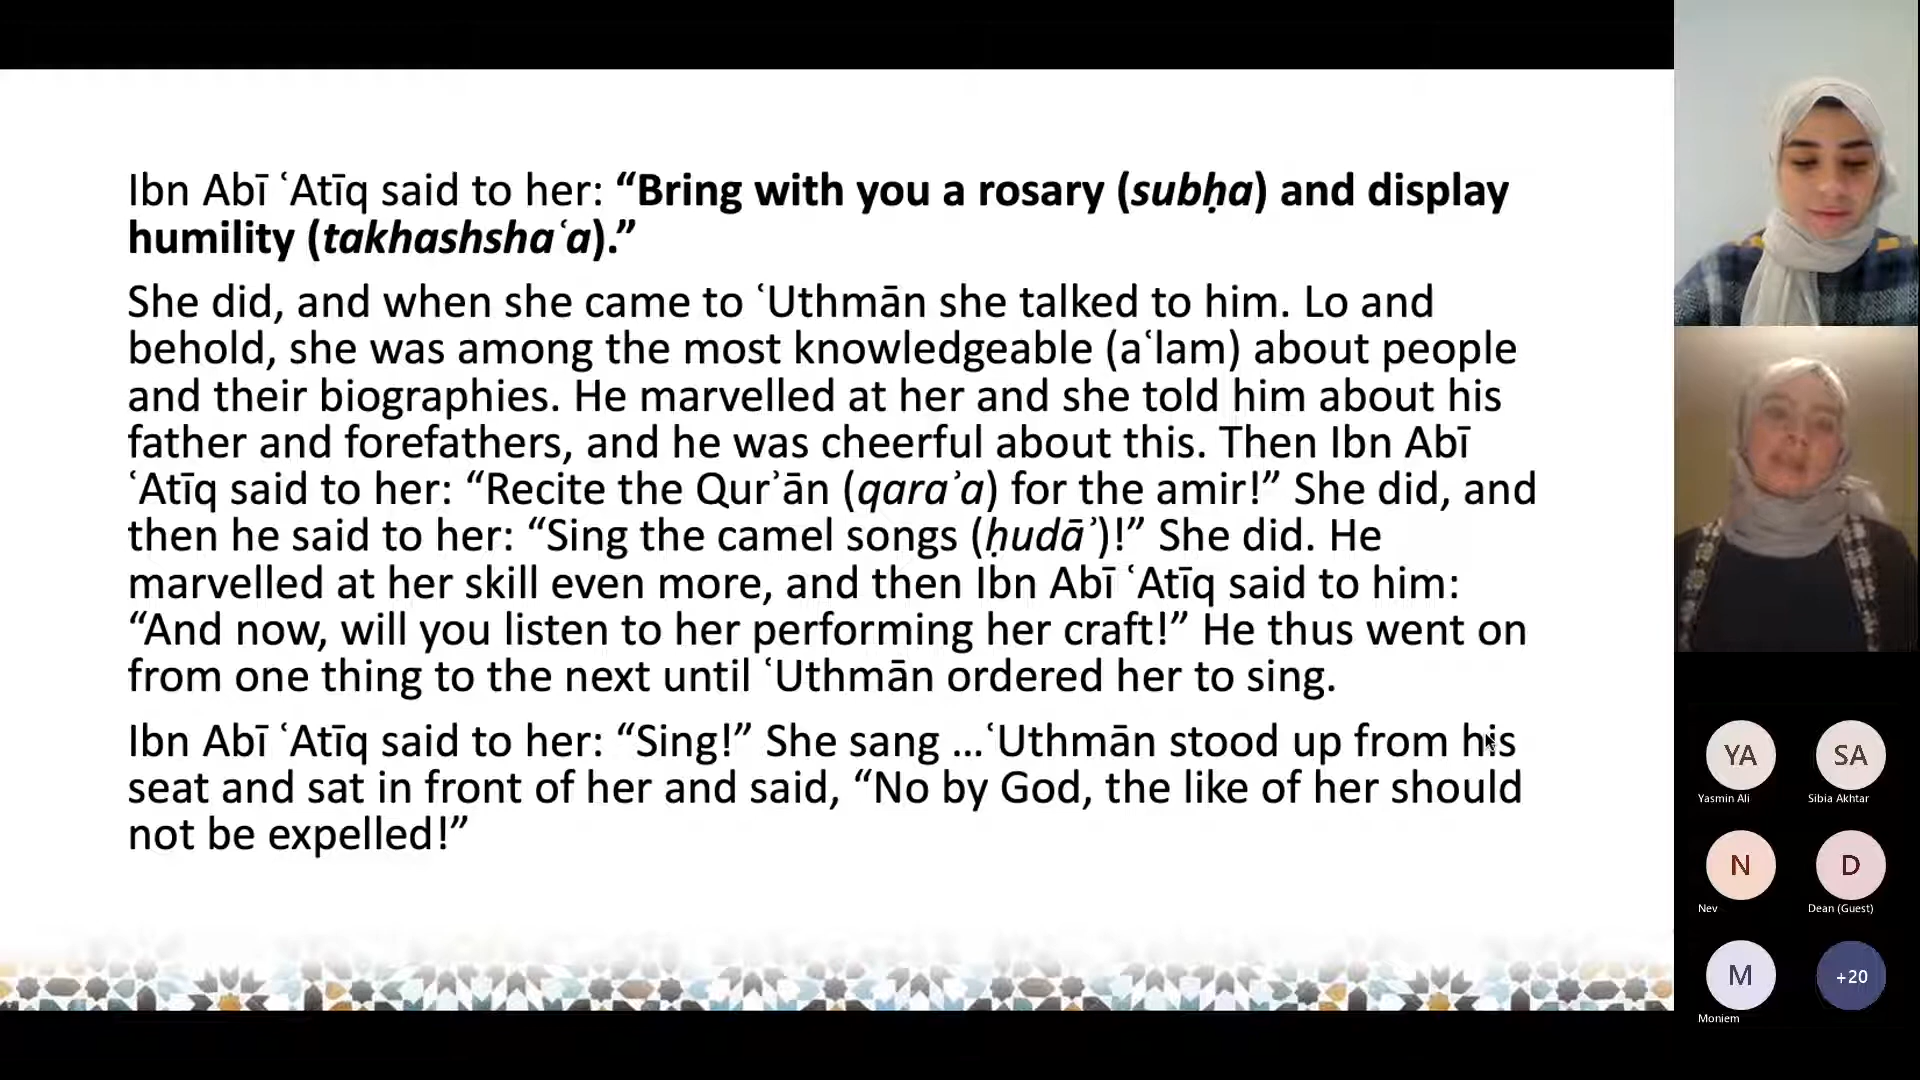 Ibn Abī ʿAtīq said to her: “Bring with you a rosary (subḥa) and display
humility (takhashshaʿa).”
She did, and when she came to ʿUthmān she talked to him. Lo and
behold, she was among the most knowledgeable (aʿlam) about people
and their biographies. He marvelled at her and she told him about his
father and forefathers, and he was cheerful about this. Then Ibn Abī
ʿAtīq said to her: “Recite the Qurʾān (qaraʾa) for the amir!” She did, and
then he said to her: “Sing the camel songs (ḥudāʾ)!” She did. He
marvelled at her skill even more, and then Ibn Abī ʿAtīq said to him:
“And now, will you listen to her performing her craft!” He thus went on
from one thing to the next until ʿUthmān ordered her to sing.
Ibn Abī ʿAtīq said to her: “Sing!” She sang …ʿUthmān stood up from his
seat and sat in front of her and said, “No by God, the like of her should
not be expelled!”
YA
Yasmin Ali
SA
Sibia Akhtar
N
Nev
D
Dean (Guest)
M
Moniem
+20